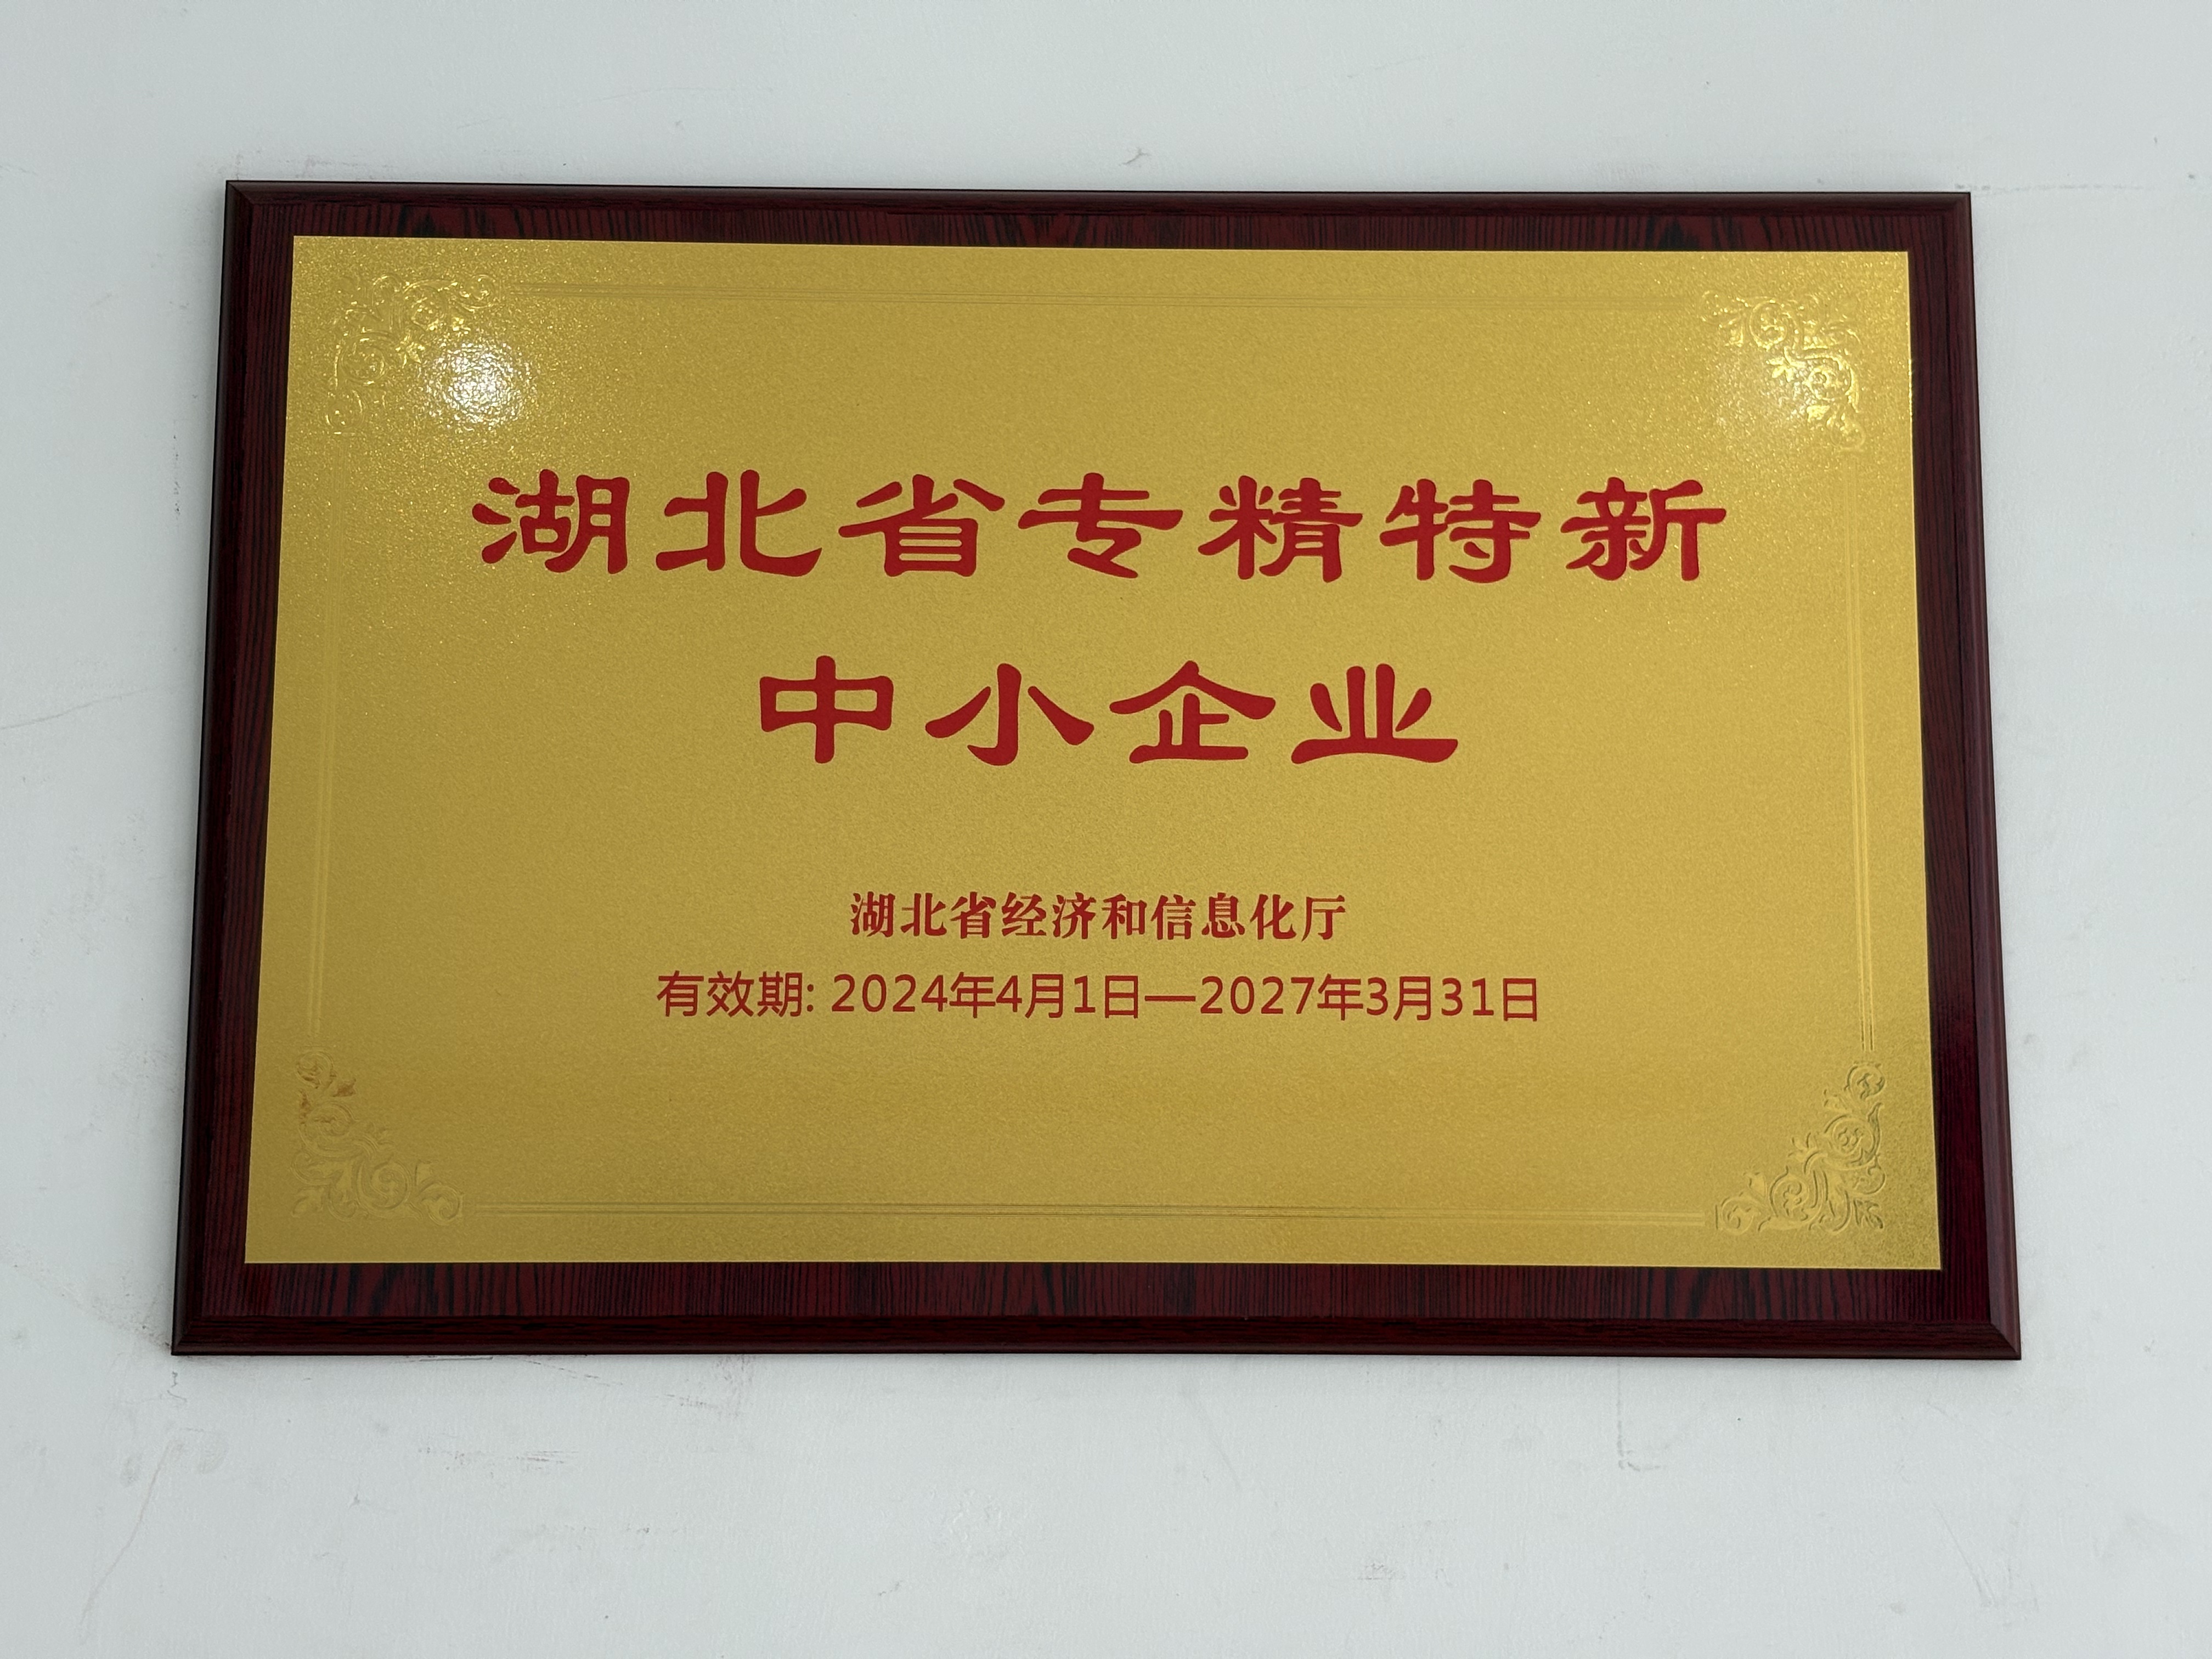 湖北省专精特新
中小企业
湖北省经济和信息化厅
有效期: 2024年4月1日—2027年3月31日